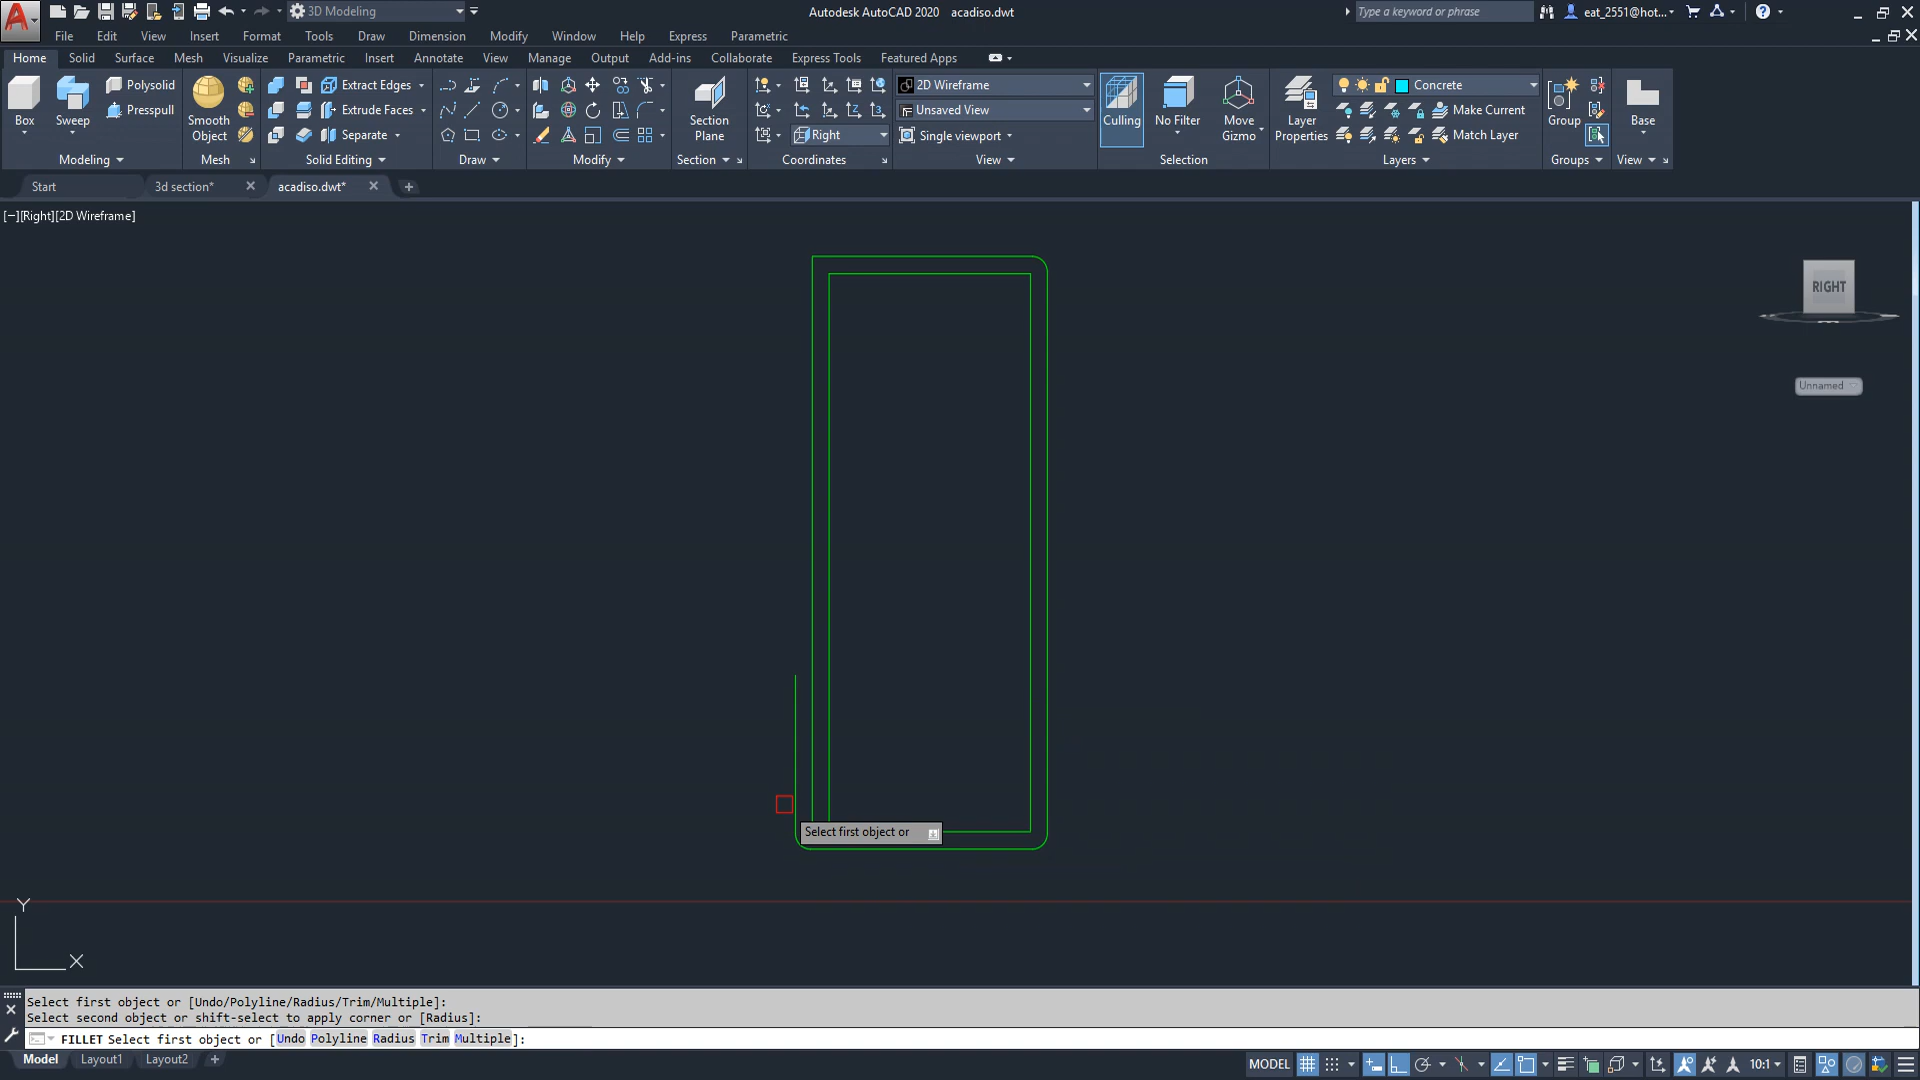 3D Modeling
Autodesk AutoCAD 2020 acadiso.dwt
Type a keyword or phrase
eat_2551@hot...
File Edit View Insert Format Tools Draw Dimension Modify Window Help Express Parametric
Home Solid Surface Mesh Visualize Parametric Insert Annotate View Manage Output Add-ins Collaborate Express Tools Featured Apps
Box
Sweep
Polysolid
Presspull
Modeling
Smooth
Object
Mesh
Extract Edges
Extrude Faces
Separate
Solid Editing
Draw
Modify
Section
Plane
Section
Right
Coordinates
2D Wireframe
Unsaved View
Single viewport
View
Culling
No Filter
Move
Gizmo
Selection
Layer
Properties
Concrete
Make Current
Match Layer
Layers
Group
Groups
Base
View
Start
3d section*
acadiso.dwt*
[−][Right][2D Wireframe]
RIGHT
Unnamed
Select first object or
Y
X
Select first object or [Undo/Polyline/Radius/Trim/Multiple]:
Select second object or shift-select to apply corner or [Radius]:
FILLET Select first object or [Undo Polyline Radius Trim Multiple]:
Model Layout1 Layout2
MODEL
10:1